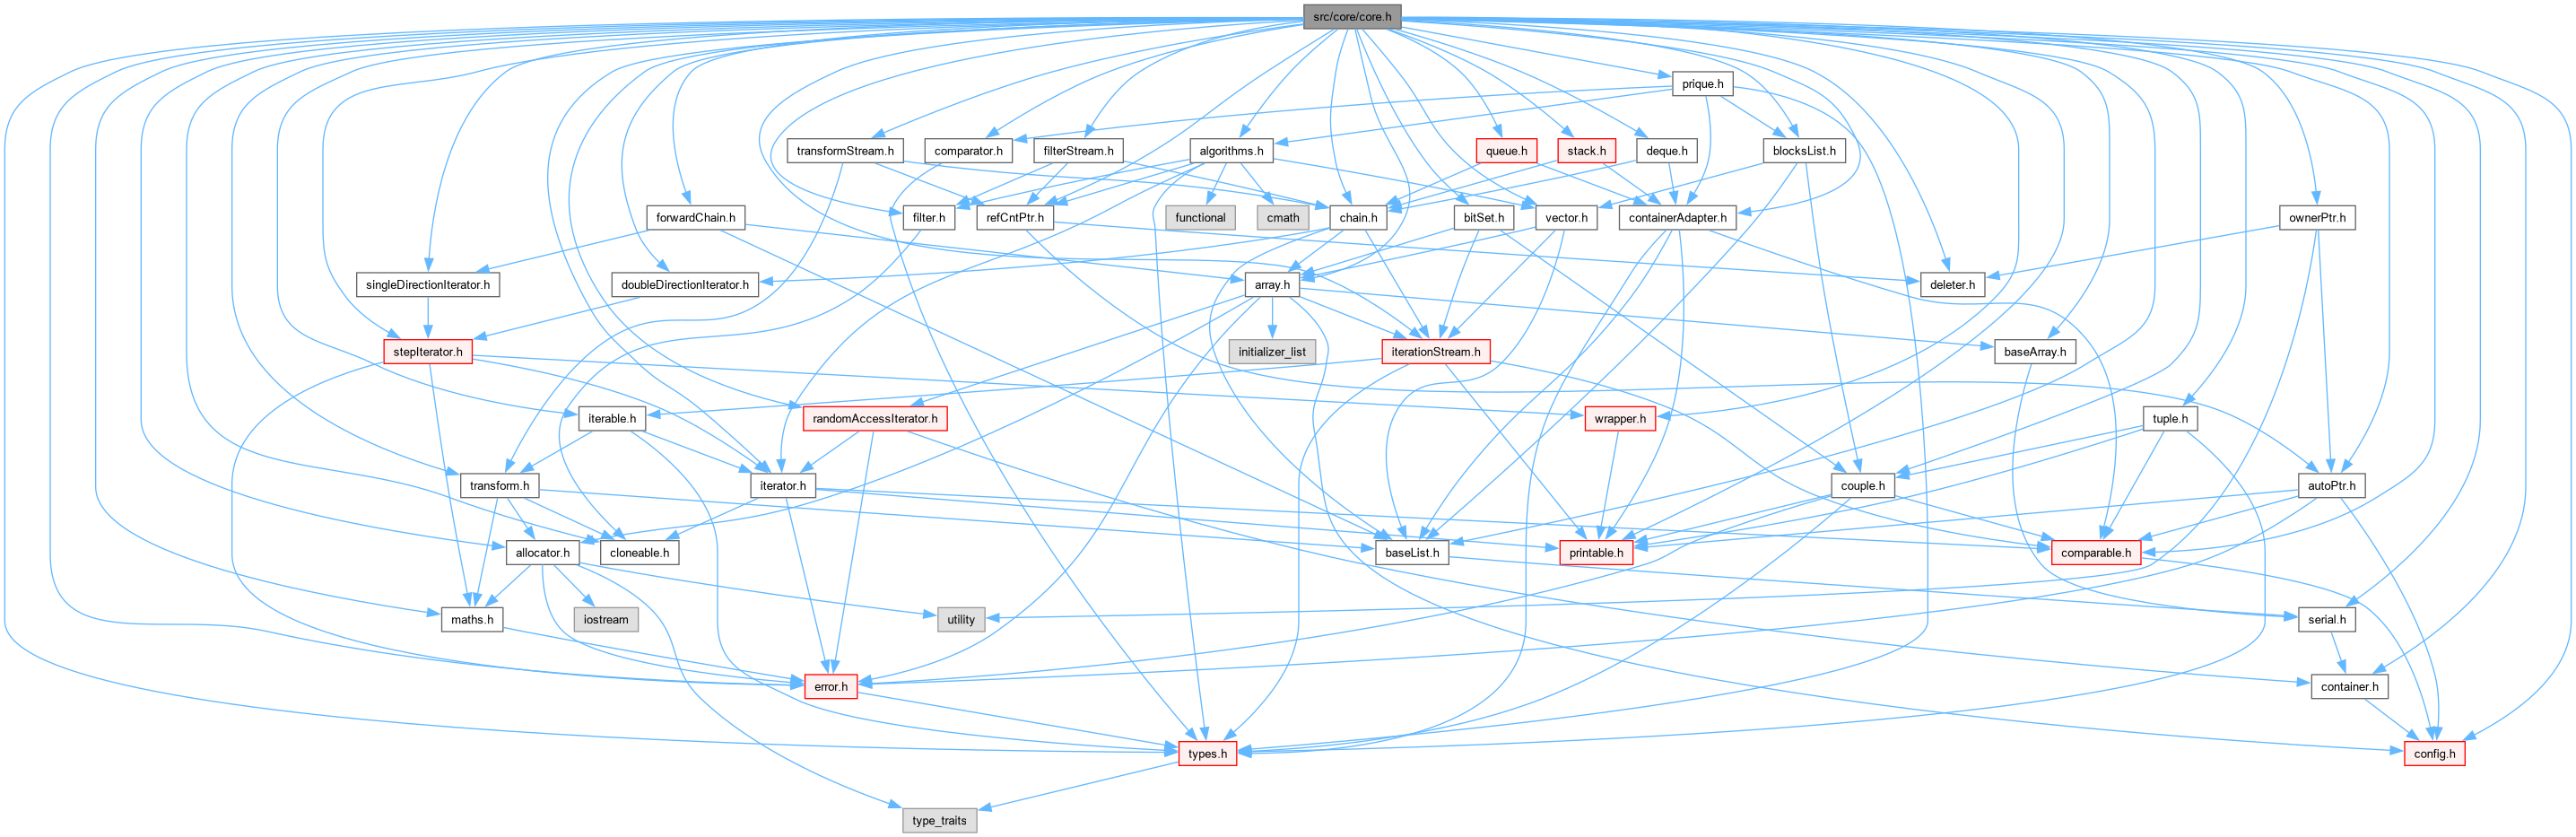 src/core/core.h
prique.h
transformStream.h
comparator.h
filterStream.h
algorithms.h
queue.h
stack.h
deque.h
blocksList.h
forwardChain.h
filter.h
refCntPtr.h
functional
cmath
chain.h
bitSet.h
vector.h
containerAdapter.h
ownerPtr.h
singleDirectionIterator.h
doubleDirectionIterator.h
array.h
deleter.h
stepIterator.h
initializer_list
iterationStream.h
baseArray.h
iterable.h
randomAccessIterator.h
wrapper.h
tuple.h
transform.h
iterator.h
couple.h
autoPtr.h
allocator.h
cloneable.h
baseList.h
printable.h
comparable.h
maths.h
iostream
utility
serial.h
error.h
container.h
types.h
config.h
type_traits